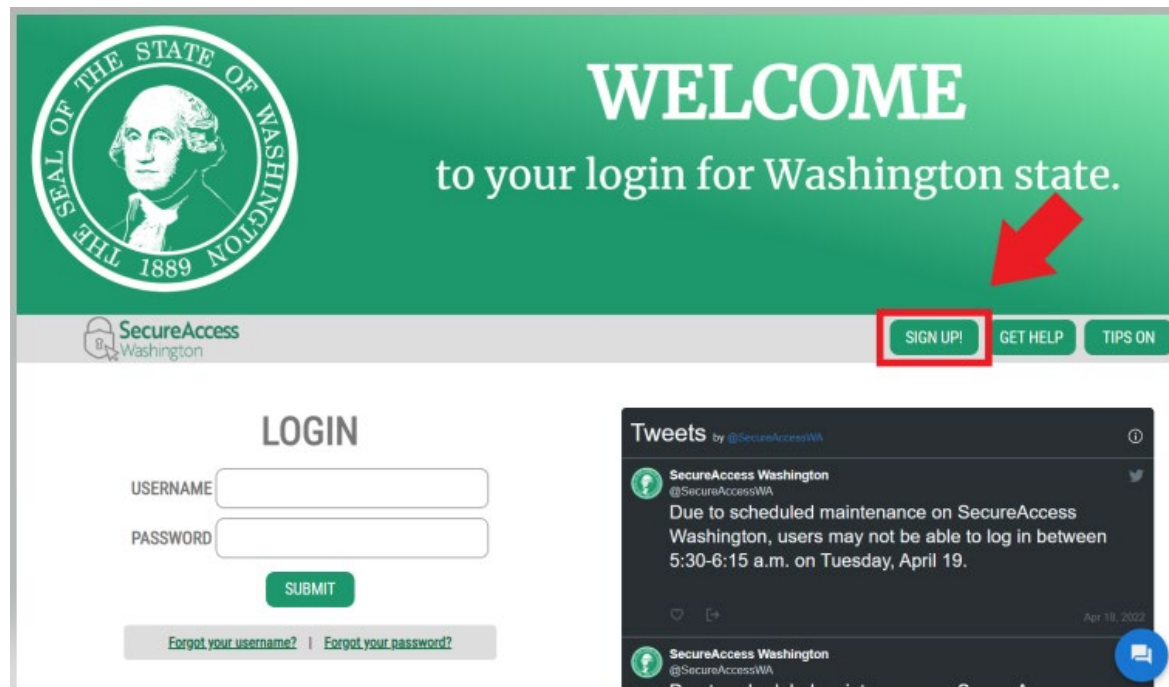 THE SEAL OF THE STATE OF WASHINGTON
1889
WELCOME
to your login for Washington state.
SecureAccess
Washington
SIGN UP!
GET HELP
TIPS ON
LOGIN
USERNAME
PASSWORD
SUBMIT
Forgot your username? | Forgot your password?
Tweets by @SecureAccessWA
SecureAccess Washington
@SecureAccessWA
Due to scheduled maintenance on SecureAccess
Washington, users may not be able to log in between
5:30-6:15 a.m. on Tuesday, April 19.
Apr 18, 2022
SecureAccess Washington
@SecureAccessWA